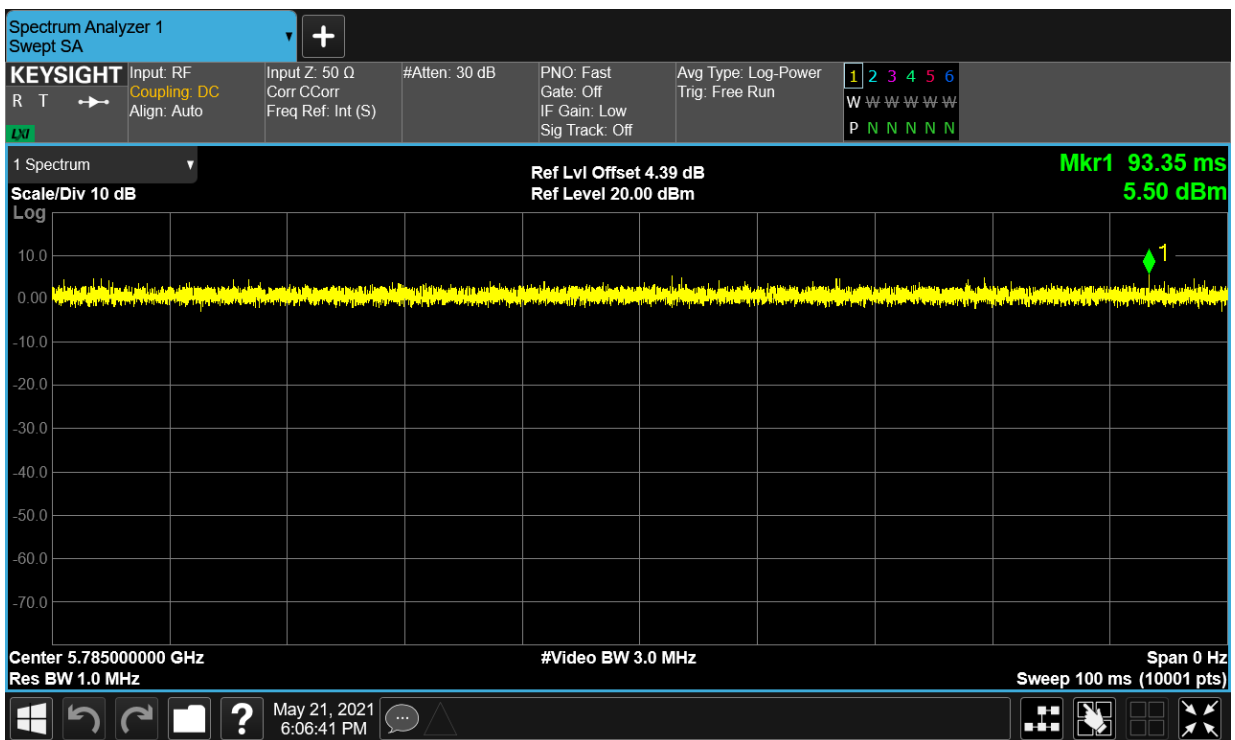 Spectrum Analyzer 1
Swept SA
+
KEYSIGHT
R T
LXI
Input: RF
Coupling: DC
Align: Auto
Input Z: 50 Ω
Corr CCorr
Freq Ref: Int (S)
#Atten: 30 dB
PNO: Fast
Gate: Off
IF Gain: Low
Sig Track: Off
Avg Type: Log-Power
Trig: Free Run
1 2 3 4 5 6
W W W W W W
P N N N N N
1 Spectrum
Scale/Div 10 dB
Log
Ref Lvl Offset 4.39 dB
Ref Level 20.00 dBm
Mkr1 93.35 ms
5.50 dBm
1
10.0
0.00
-10.0
-20.0
-30.0
-40.0
-50.0
-60.0
-70.0
Center 5.785000000 GHz
Res BW 1.0 MHz
#Video BW 3.0 MHz
Span 0 Hz
Sweep 100 ms (10001 pts)
?
May 21, 2021
6:06:41 PM